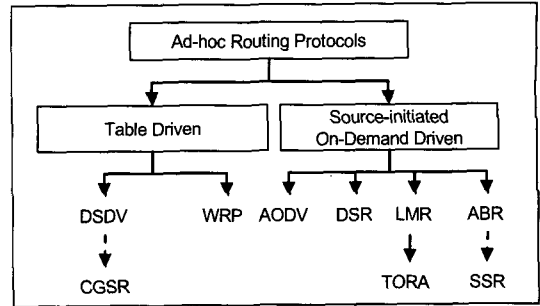 Ad-hoc Routing Protocols
Table Driven
Source-initiated
On-Demand Driven
DSDV WRP AODV DSR LMR ABR
CGSR TORA SSR